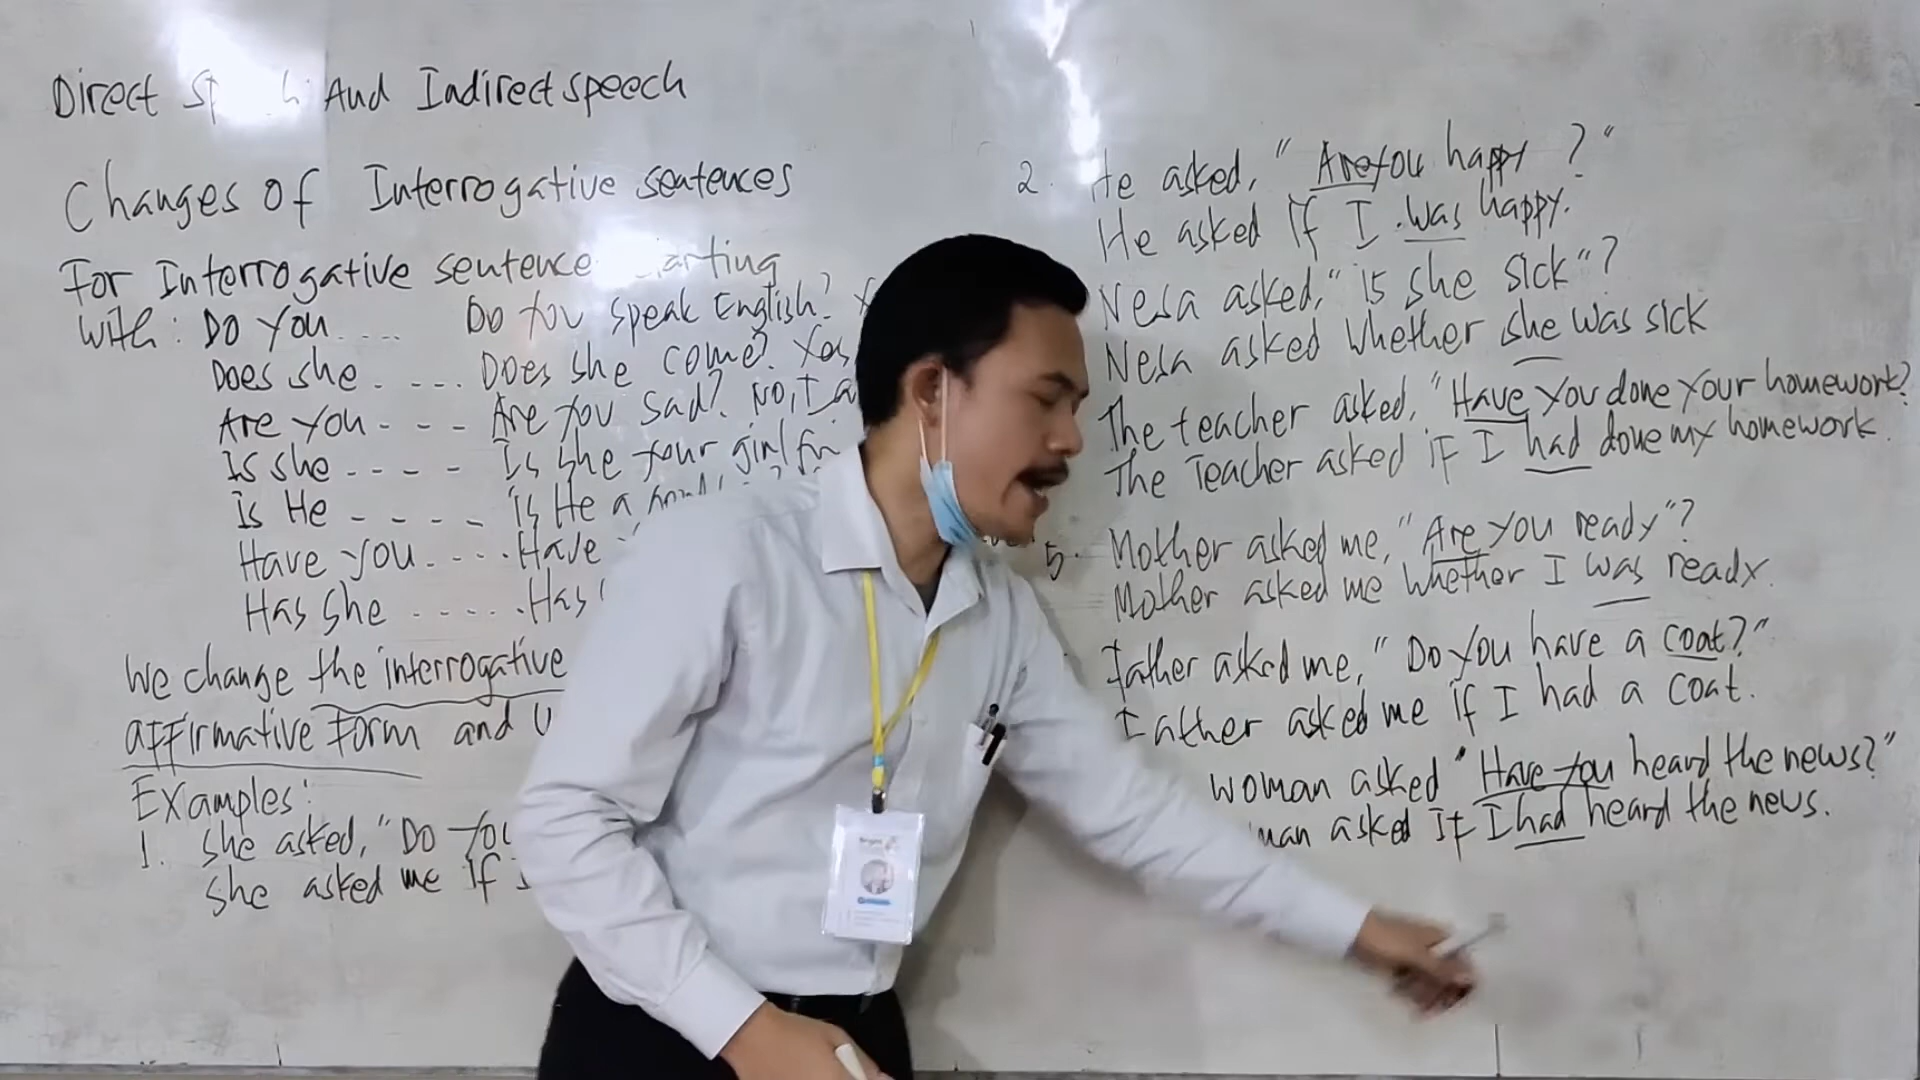 Direct And Indirect speech
Changes of Interrogative sentences
For Interrogative sentence
with: Do you .... Do you speak English?
Does she .... Does she come? Yes,
Are you - - - Are you sad? No, I a
Is she - - - - Is she your girl
Is He - - - - is He a
Have you .... Have
Has she ..... Has
We change the interrogative
affirmative form and
Examples:
1. She asked, "Do you
She asked me if
2. He asked, "Are you happy?"
He asked if I was happy.
Nesa asked, "is she sick"?
Nesa asked whether she was sick
The teacher asked, "Have you done your homework?
The Teacher asked if I had done my homework.
5. Mother asked me, "Are you ready"?
Mother asked me whether I was ready.
Father asked me, "Do you have a coat?"
Father asked me if I had a coat.
woman asked "Have you heard the news?"
man asked if I had heard the news.